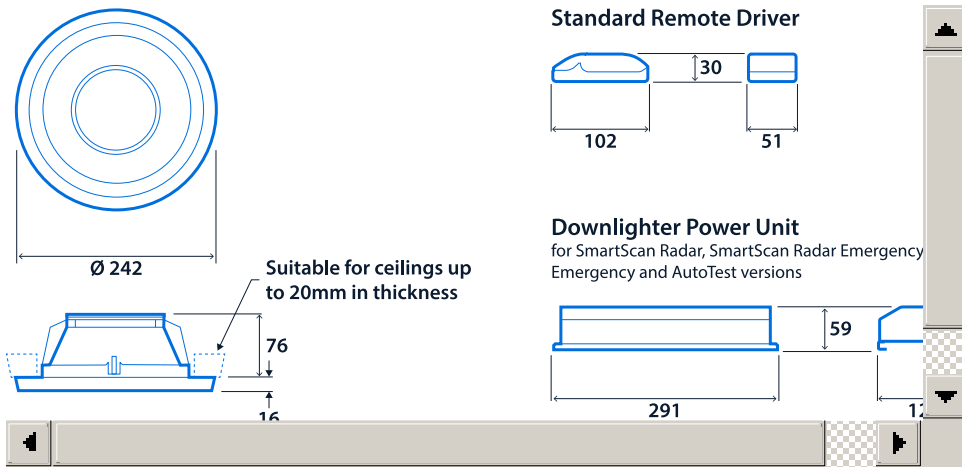 Standard Remote Driver
30
102
51
Ø 242
Suitable for ceilings up
to 20mm in thickness
76
16
Downlighter Power Unit
for SmartScan Radar, SmartScan Radar Emergency
Emergency and AutoTest versions
59
291